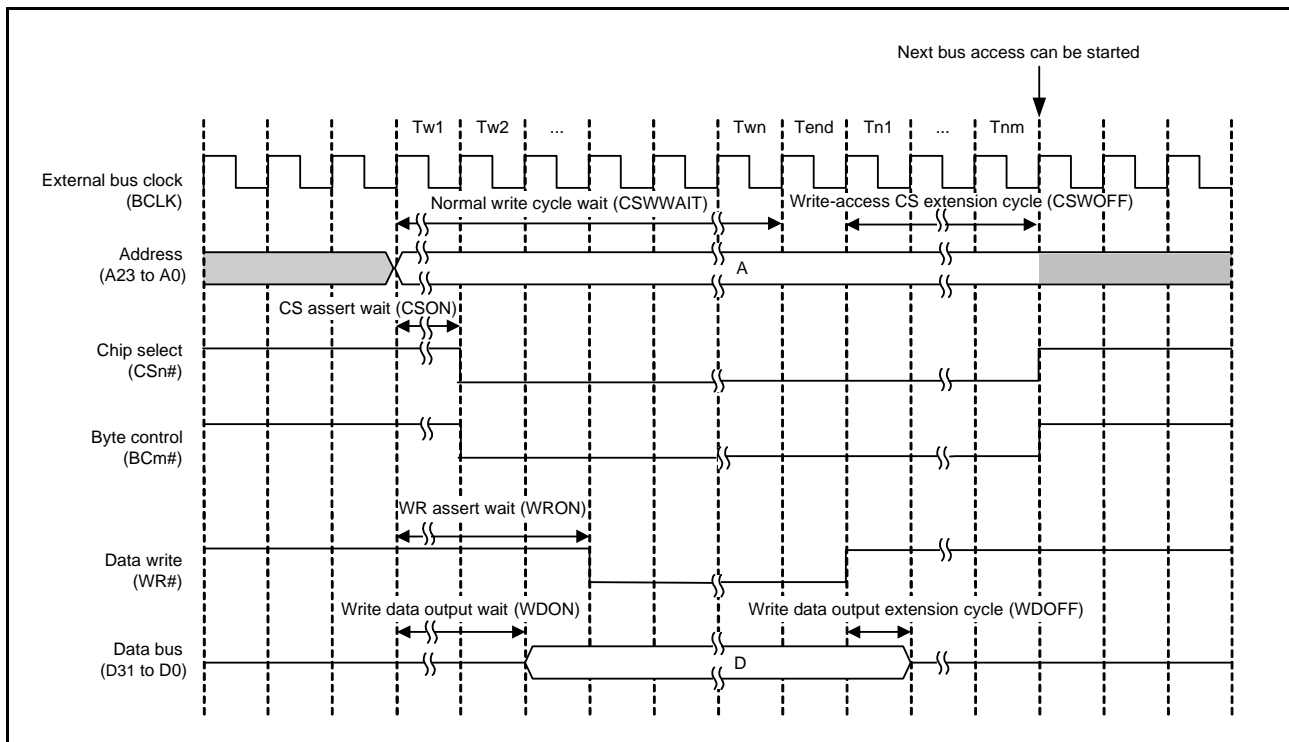 Next bus access can be started
Tw1 Tw2 ... Twn Tend Tn1 ... Tnm
External bus clock
(BCLK)
Normal write cycle wait (CSWWAIT)
Write-access CS extension cycle (CSWOFF)
Address
(A23 to A0)
A
CS assert wait (CSON)
Chip select
(CSn#)
Byte control
(BCm#)
WR assert wait (WRON)
Data write
(WR#)
Write data output wait (WDON)
Write data output extension cycle (WDOFF)
Data bus
(D31 to D0)
D